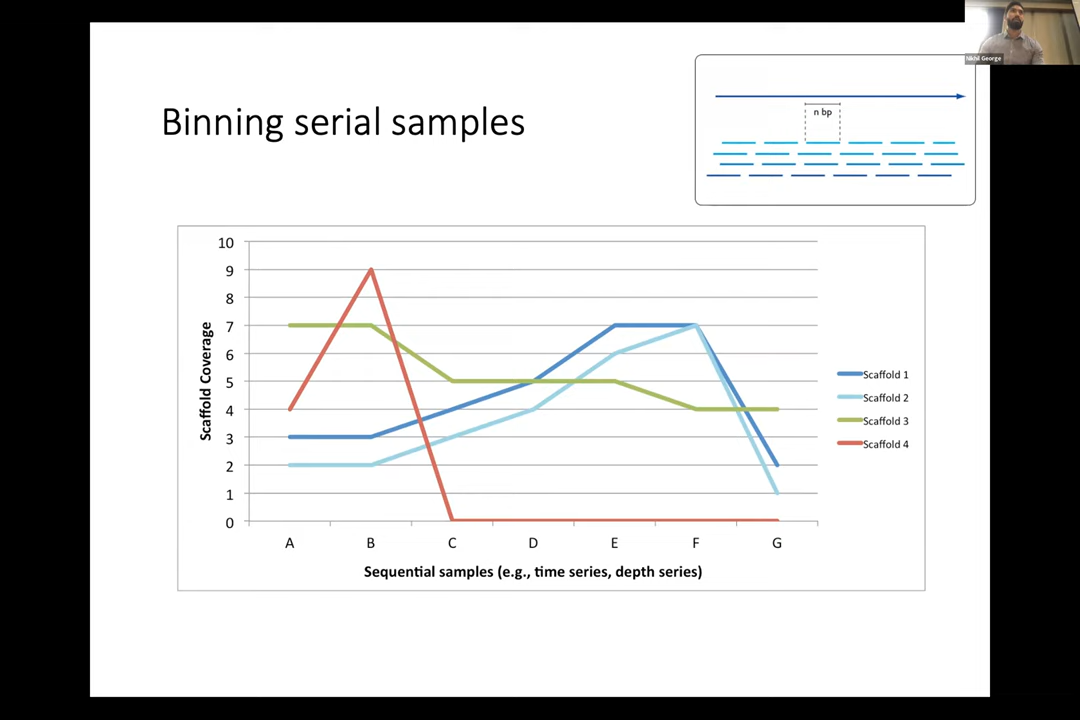 Nikhil George
Binning serial samples
n bp
10
9
8
7
6
5
4
3
2
1
0
Scaffold Coverage
A B C D E F G
Sequential samples (e.g., time series, depth series)
Scaffold 1
Scaffold 2
Scaffold 3
Scaffold 4